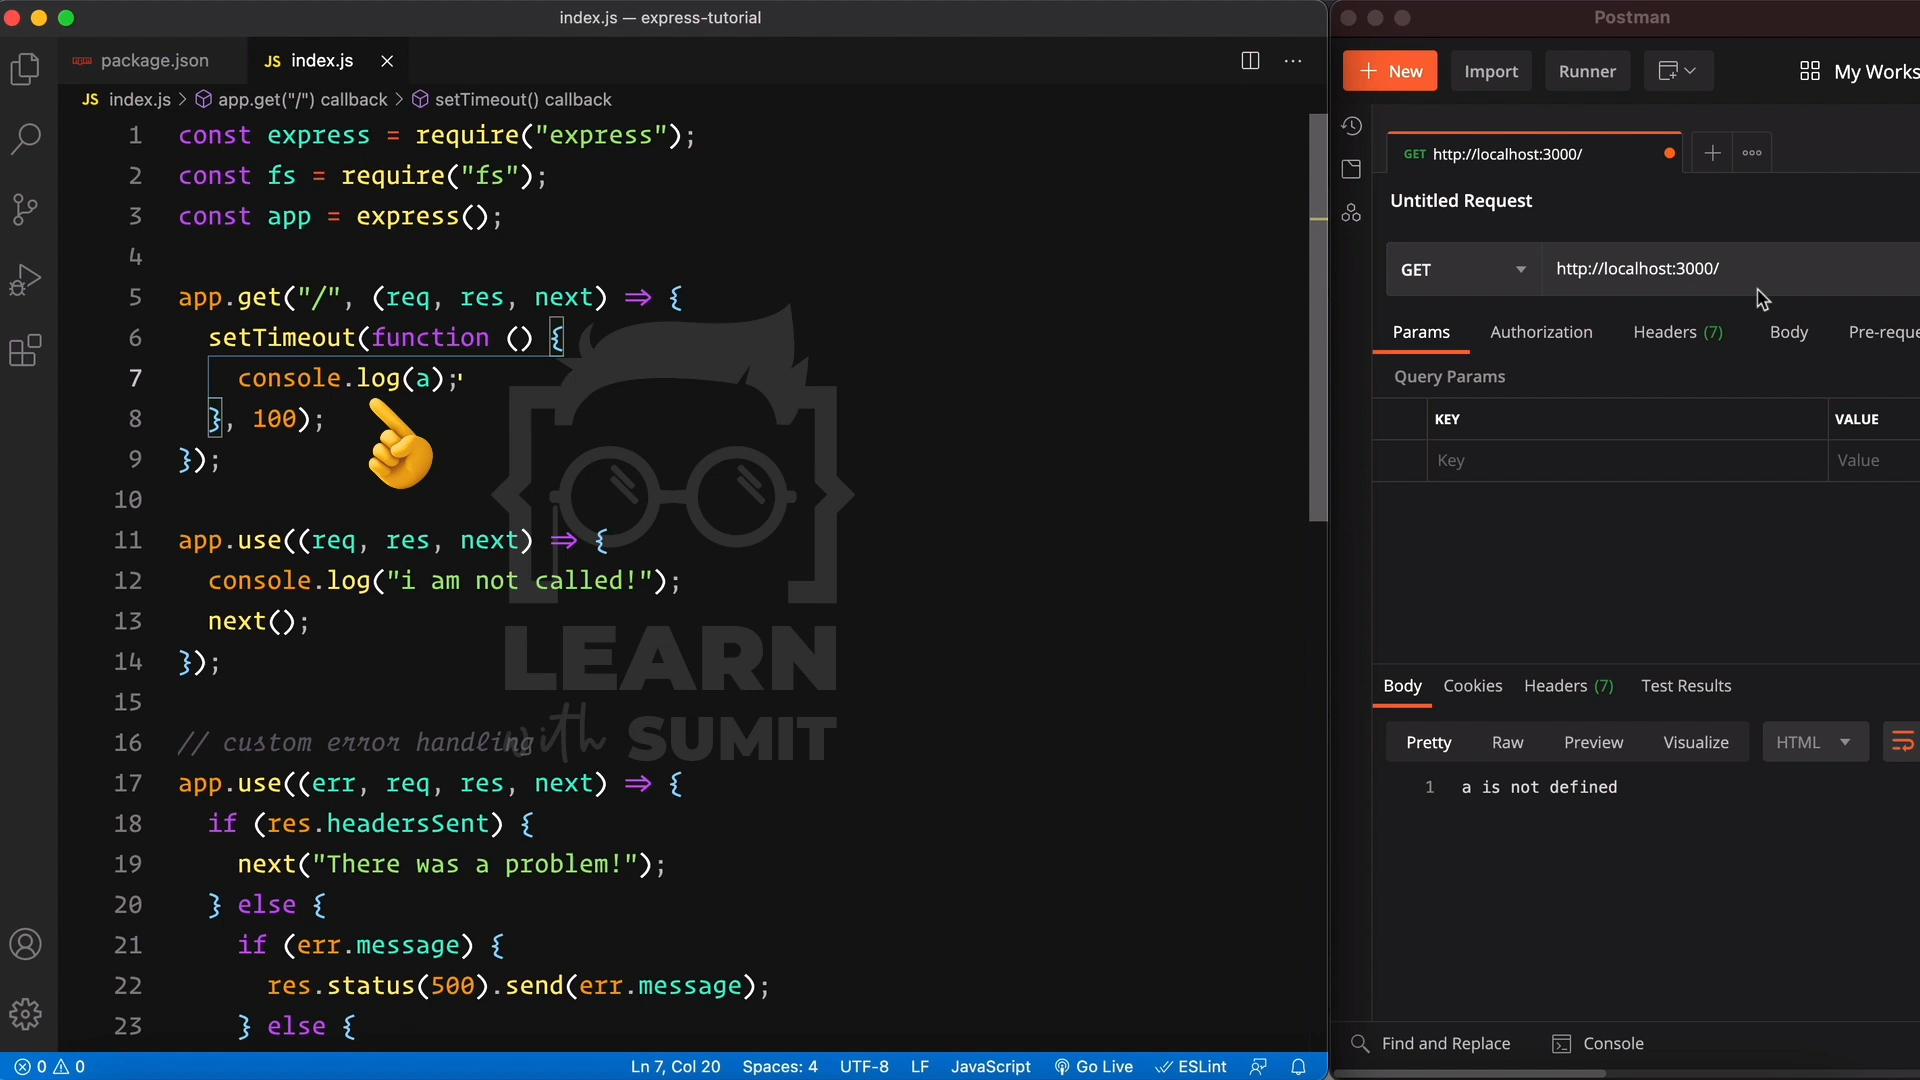 index.js — express-tutorial
package.json
JS index.js
JS index.js > app.get("/") callback > setTimeout() callback
1 const express = require("express");
2 const fs = require("fs");
3 const app = express();
4
5 app.get("/", (req, res, next) => {
6 setTimeout(function () {
7 console.log(a);
8 }, 100);
9 });
10
11 app.use((req, res, next) => {
12 console.log("i am not called!");
13 next();
14 });
15
16 // custom error handling
17 app.use((err, req, res, next) => {
18 if (res.headersSent) {
19 next("There was a problem!");
20 } else {
21 if (err.message) {
22 res.status(500).send(err.message);
23 } else {
LEARN
with SUMIT
0 0
Ln 7, Col 20 Spaces: 4 UTF-8 LF JavaScript Go Live ESLint
Postman
+ New Import Runner My Works
GET http://localhost:3000/
Untitled Request
GET http://localhost:3000/
Params Authorization Headers (7) Body Pre-reque
Query Params
KEY VALUE
Key Value
Body Cookies Headers (7) Test Results
Pretty Raw Preview Visualize HTML
1 a is not defined
Find and Replace Console